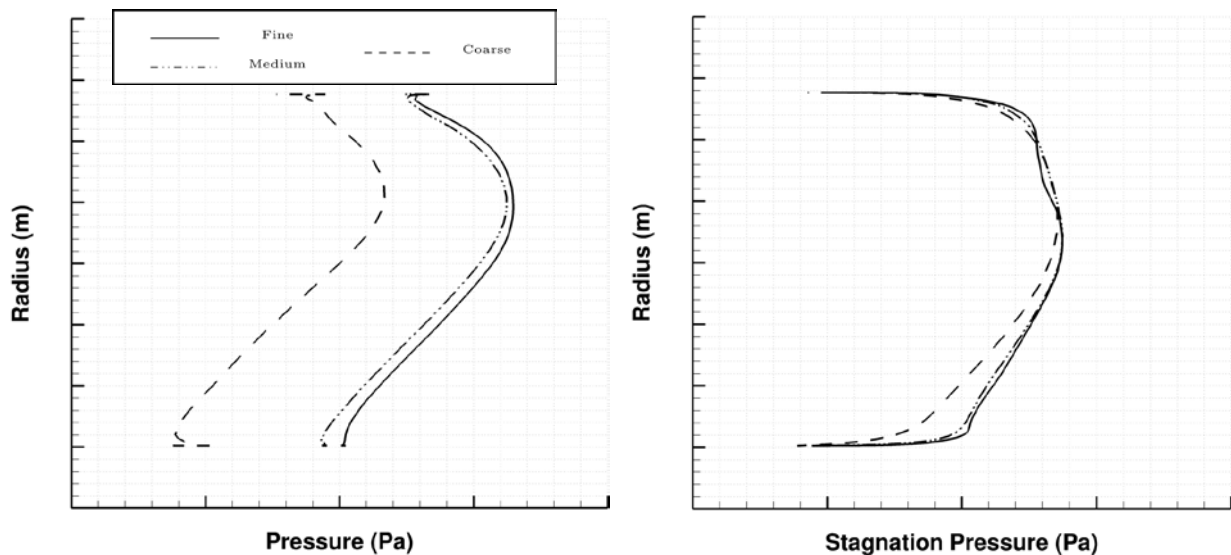 Fine
Coarse
Medium
Radius (m)
Pressure (Pa)
Radius (m)
Stagnation Pressure (Pa)